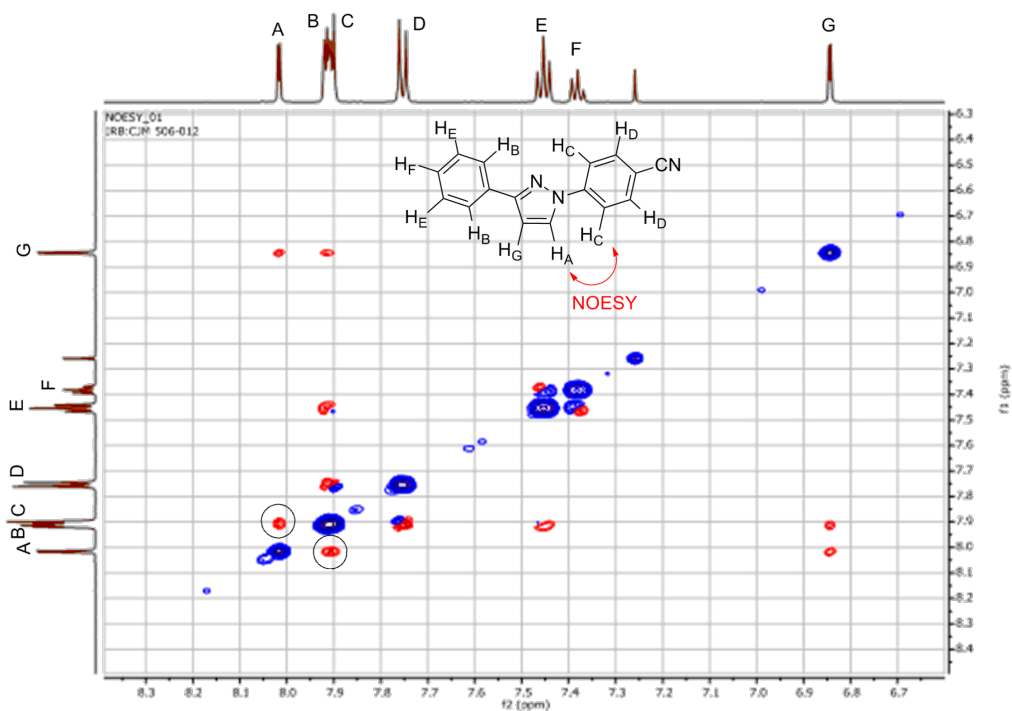 A B C D E F G
NOESY_01
IRB:CJM 506-012
HE HB HC HD
HF N CN
N
HE HB HC HD
HG HA
NOESY
G
F
E
D
C
B
A
6.3
6.4
6.5
6.6
6.7
6.8
6.9
7.0
7.1
7.2
7.3
7.4
7.5
7.6
7.7
7.8
7.9
8.0
8.1
8.2
8.3
8.4
f1 (ppm)
8.3 8.2 8.1 8.0 7.9 7.8 7.7 7.6 7.5 7.4 7.3 7.2 7.1 7.0 6.9 6.8 6.7
f2 (ppm)